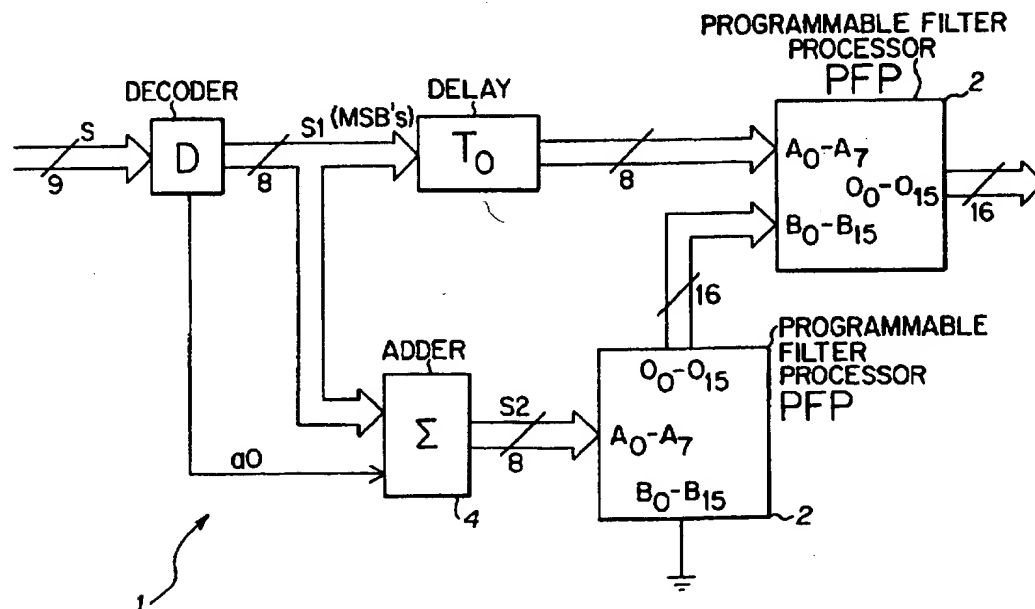 PROGRAMMABLE FILTER
PROCESSOR
PFP
2
DECODER
DELAY
S
9
D
S1 (MSB's)
8
T0
8
A0-A7
O0-O15
B0-B15
16
16
ADDER
Σ
a0
4
S2
8
PROGRAMMABLE
FILTER
PROCESSOR
PFP
O0-O15
A0-A7
B0-B15
2
1